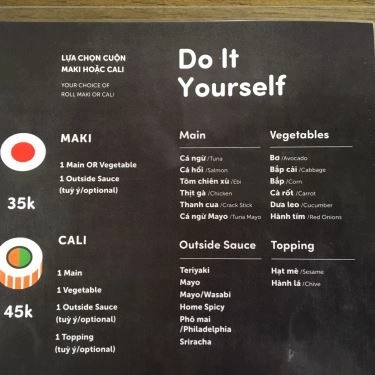 LỰA CHỌN CUỘN
MAKI HOẶC CALI
YOUR CHOICE OF
ROLL MAKI OR CALI
Do It
Yourself
MAKI
1 Main OR Vegetable
1 Outside Sauce
(tuỳ ý/optional)
35k
CALI
1 Main
1 Vegetable
1 Outside Sauce
(tuỳ ý/optional)
1 Topping
(tuỳ ý/optional)
45k
Main
Cá ngừ /Tuna
Cá hồi /Salmon
Tôm chiên xù /Ebi
Thịt gà /Chicken
Thanh cua /Crack Stick
Cá ngừ Mayo /Tuna Mayo
Vegetables
Bơ /Avocado
Bắp cải /Cabbage
Bắp /Corn
Cà rốt /Carrot
Dưa leo /Cucumber
Hành tím /Red Onions
Outside Sauce
Teriyaki
Mayo
Mayo/Wasabi
Home Spicy
Phô mai
/Philadelphia
Sriracha
Topping
Hạt mè /Sesame
Hành lá /Chive